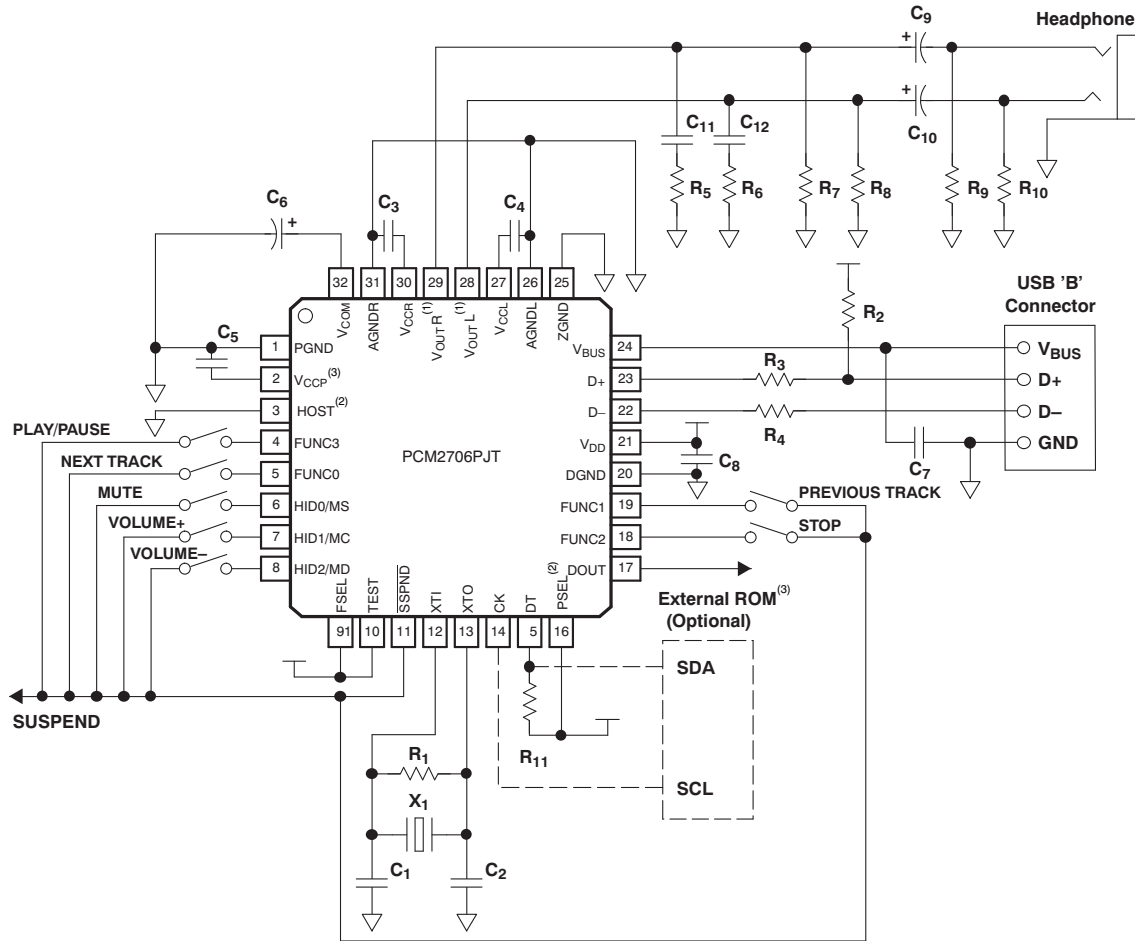 C9
Headphone
+
+
C11
C12
C10
R5
R6
R7
R8
R9
R10
C6
+
C3
C4
32
31
30
29
28
27
26
25
VCOM
AGNDR
VCCR
VOUTR(1)
VOUTL(1)
VCCL
AGNDL
ZGND
USB 'B'
Connector
R2
C5
1 PGND
VBUS 24
VBUS
R3
2 VCCP(3)
D+ 23
D+
3 HOST(2)
D– 22
D–
R4
PLAY/PAUSE
4 FUNC3
PCM2706PJT
VDD 21
GND
C8
C7
NEXT TRACK
5 FUNC0
DGND 20
MUTE
6 HID0/MS
FUNC1 19
PREVIOUS TRACK
VOLUME+
7 HID1/MC
FUNC2 18
STOP
VOLUME–
8 HID2/MD
DOUT 17
FSEL
TEST
SSPND
XTI
XTO
CK
DT
PSEL(2)
External ROM(3)
(Optional)
91
10
11
12
13
14
5
16
SDA
SUSPEND
R11
R1
SCL
X1
C1
C2